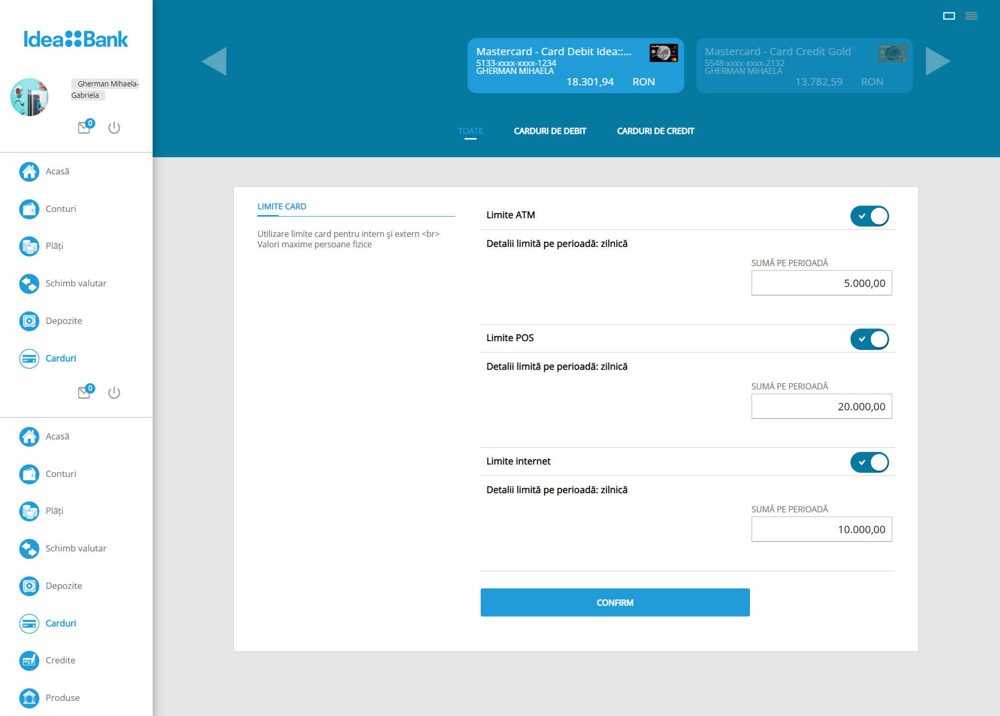 Idea::Bank
Gherman Mihaela-
Gabriela
0
Acasã
Conturi
Plãți
Schimb valutar
Depozite
Carduri
0
Acasã
Conturi
Plãți
Schimb valutar
Depozite
Carduri
Credite
Produse
Mastercard - Card Debit Idea::...
5133-xxxx-xxxx-1234
GHERMAN MIHAELA
18.301,94 RON
Mastercard - Card Credit Gold
5548-xxxx-xxxx-2132
GHERMAN MIHAELA
13.782,59 RON
TOATE
CARDURI DE DEBIT
CARDURI DE CREDIT
LIMITE CARD
Utilizare limite card pentru intern şi extern <br>
Valori maxime persoane fizice
Limite ATM
Detalii limită pe perioadă: zilnică
SUMĂ PE PERIOADĂ
5.000,00
Limite POS
Detalii limită pe perioadă: zilnică
SUMĂ PE PERIOADĂ
20.000,00
Limite internet
Detalii limită pe perioadă: zilnică
SUMĂ PE PERIOADĂ
10.000,00
CONFIRM